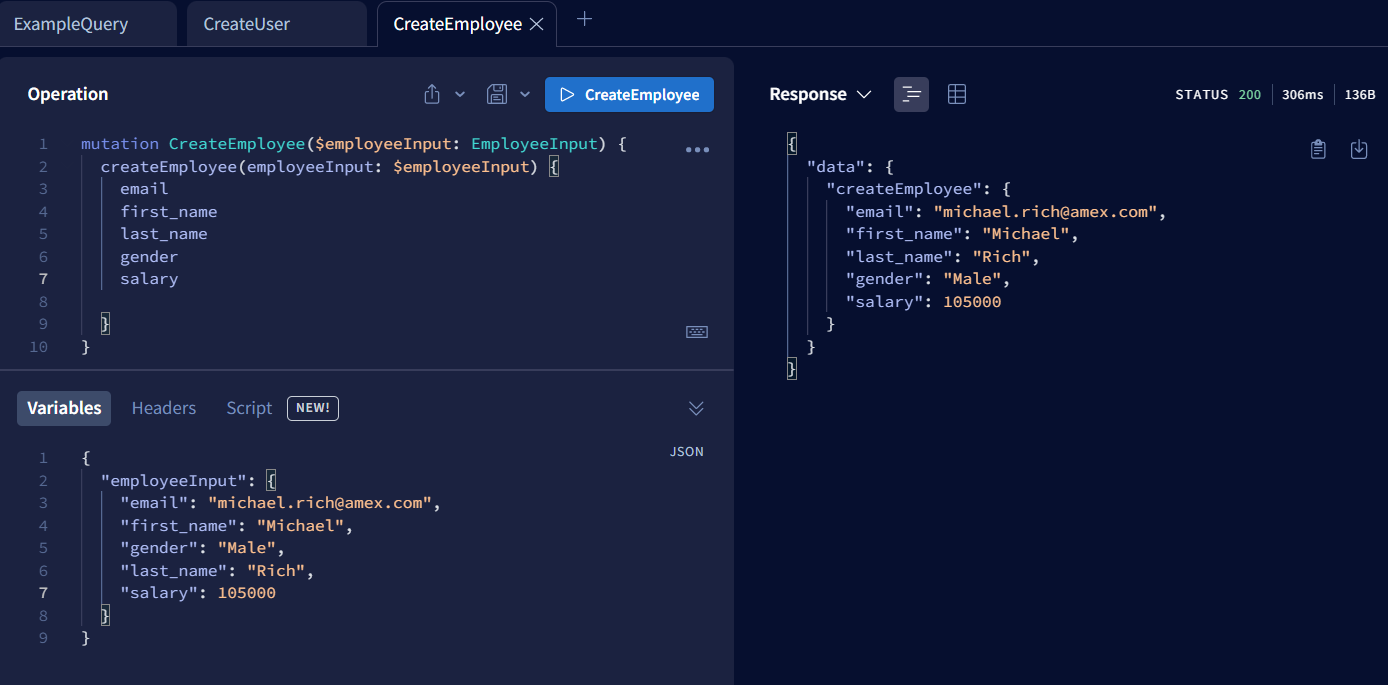 ExampleQuery CreateUser CreateEmployee
Operation CreateEmployee
1 mutation CreateEmployee($employeeInput: EmployeeInput) {
2 createEmployee(employeeInput: $employeeInput) {
3 email
4 first_name
5 last_name
6 gender
7 salary
8
9 }
10 }
Variables Headers Script NEW!
JSON
1 {
2 "employeeInput": {
3 "email": "michael.rich@amex.com",
4 "first_name": "Michael",
5 "gender": "Male",
6 "last_name": "Rich",
7 "salary": 105000
8 }
9 }
Response STATUS 200 306ms 136B
{
"data": {
"createEmployee": {
"email": "michael.rich@amex.com",
"first_name": "Michael",
"last_name": "Rich",
"gender": "Male",
"salary": 105000
}
}
}